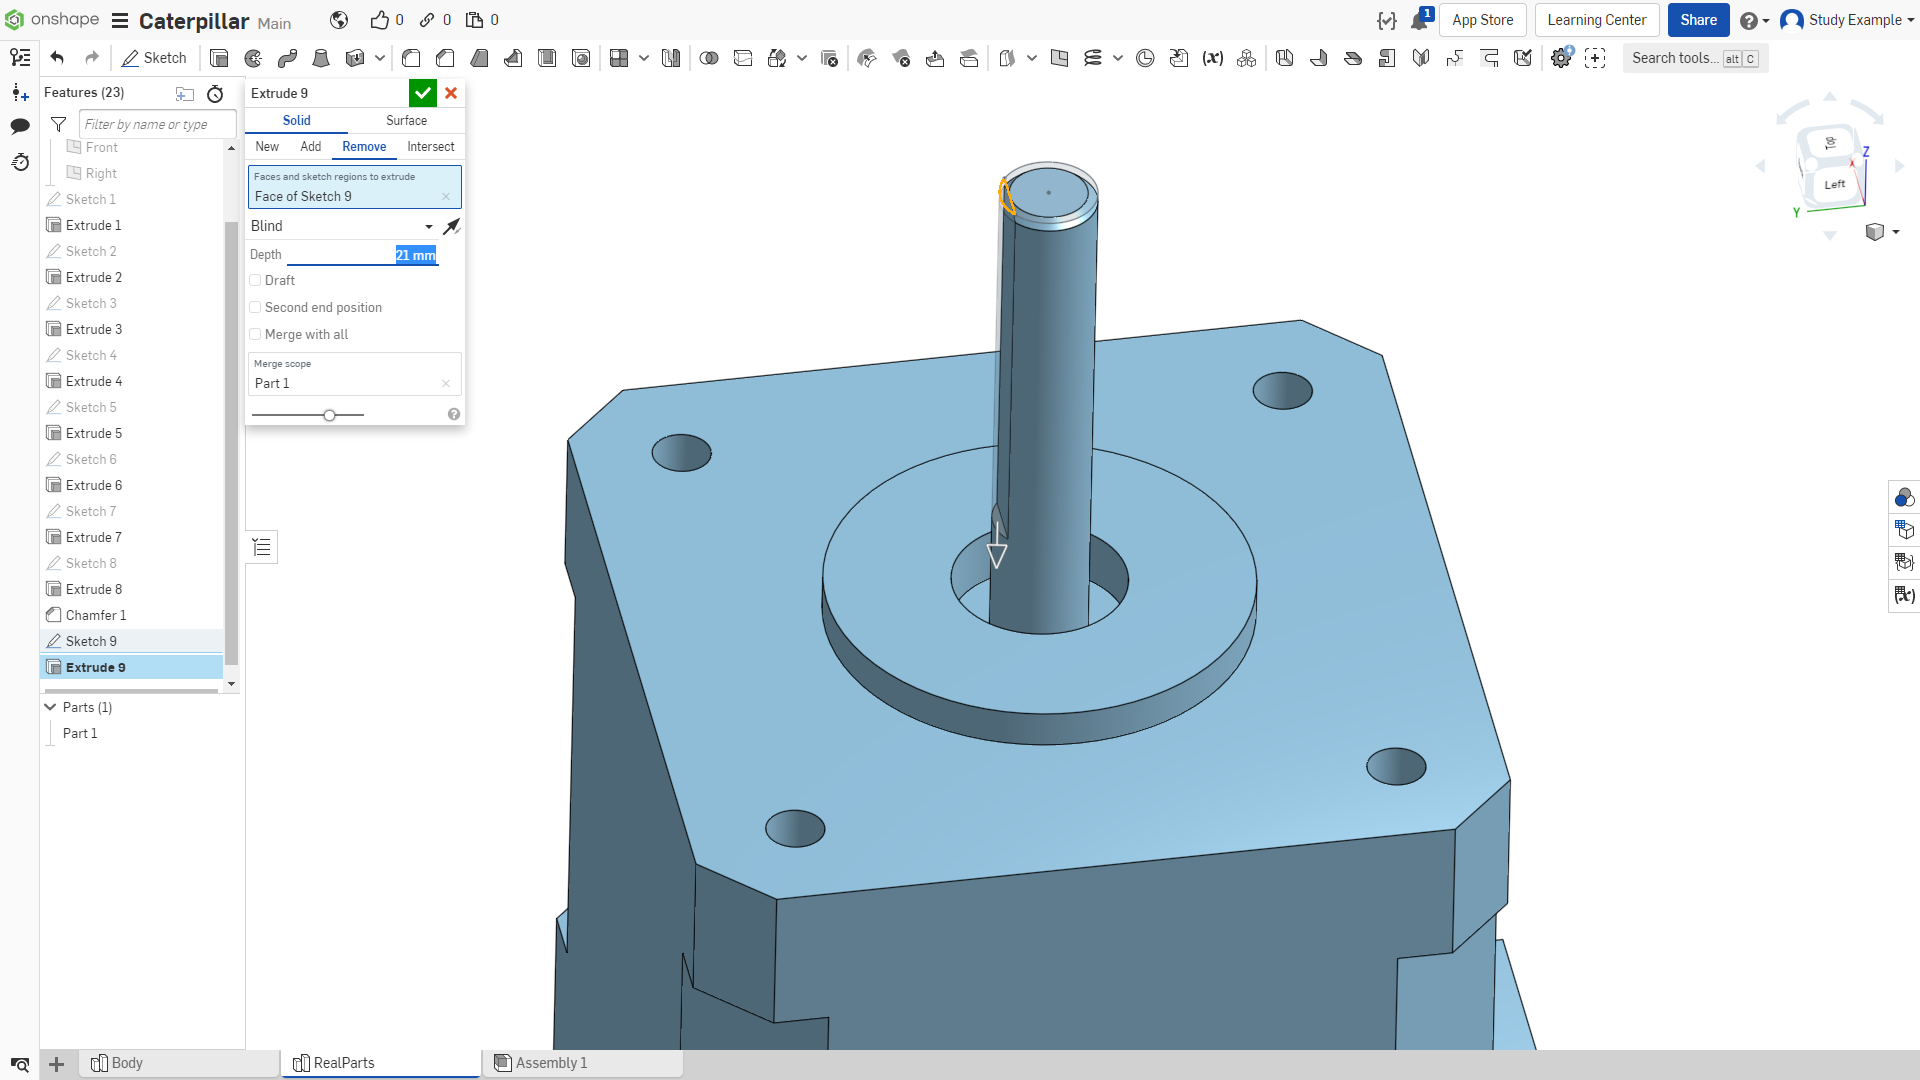 onshape
Caterpillar Main
0
0
0
1
App Store
Learning Center
Share
Study Example
Sketch
Search tools... alt C
Features (23)
Filter by name or type
Front
Right
Sketch 1
Extrude 1
Sketch 2
Extrude 2
Sketch 3
Extrude 3
Sketch 4
Extrude 4
Sketch 5
Extrude 5
Sketch 6
Extrude 6
Sketch 7
Extrude 7
Sketch 8
Extrude 8
Chamfer 1
Sketch 9
Extrude 9
Parts (1)
Part 1
Extrude 9
Solid Surface
New Add Remove Intersect
Faces and sketch regions to extrude
Face of Sketch 9
Blind
Depth 21 mm
Draft
Second end position
Merge with all
Merge scope
Part 1
Top
Left
Z
X
Y
Body
RealParts
Assembly 1